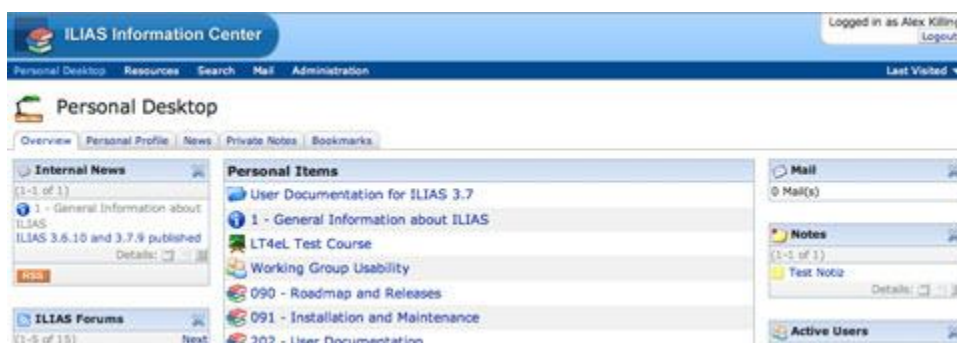 ILIAS Information Center
Logged in as Alex Killing
Logout
Personal Desktop Resources Search Mail Administration
Last Visited
Personal Desktop
Overview Personal Profile News Private Notes Bookmarks
Internal News
(1-1 of 1)
1 - General Information about
ILIAS
ILIAS 3.6.10 and 3.7.9 published
Details:
RSS
ILIAS Forums
(1-5 of 15) Next
Personal Items
User Documentation for ILIAS 3.7
1 - General Information about ILIAS
LT4eL Test Course
Working Group Usability
090 - Roadmap and Releases
091 - Installation and Maintenance
202 - User Documentation
Mail
0 Mail(s)
Notes
(1-1 of 1)
Test Notiz
Details:
Active Users